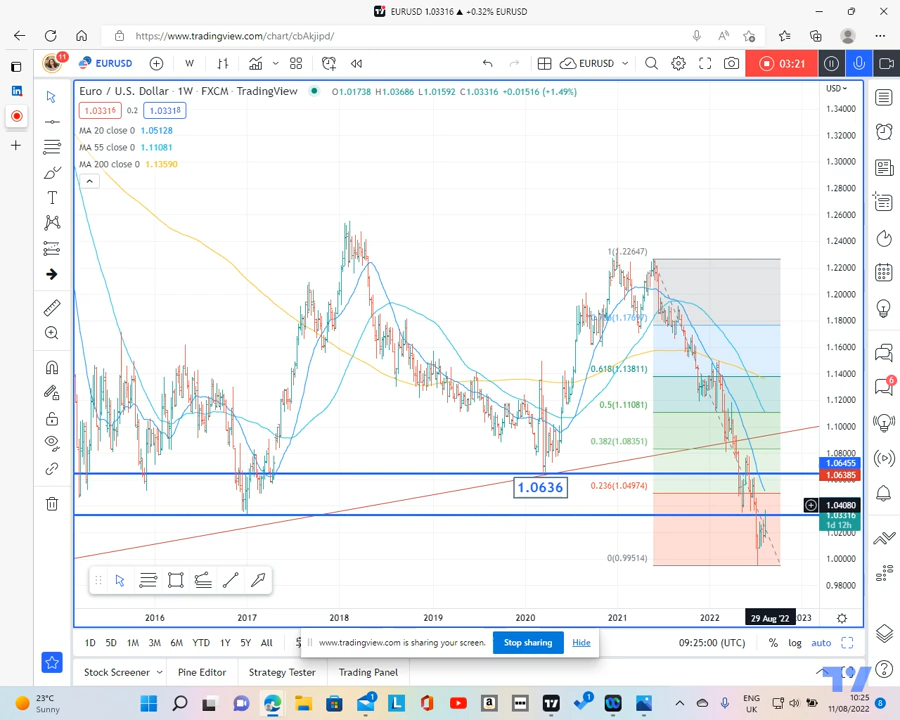 EURUSD 1.03316 ▲ +0.32% EURUSD
https://www.tradingview.com/chart/cbAkjipd/
11
EURUSD
W
EURUSD
03:21
Euro / U.S. Dollar · 1W · FXCM · TradingView
O1.01738 H1.03686 L1.01592 C1.03316 +0.01516 (+1.49%)
USD
1.03316 0.2 1.03318
MA 20 close 0 1.05128
MA 55 close 0 1.11081
MA 200 close 0 1.13590
1.34000
1.32000
1.30000
1.28000
1.26000
1.24000
1.22000
1.20000
1.18000
1.16000
1.14000
1.12000
1.10000
1.08000
1.06455
1.06385
1.04080
1.03316
1d 12h
1.02000
1.00000
0.98000
1(1.22647)
0.618(1.13811)
0.5(1.11081)
0.382(1.08351)
0.236(1.04974)
0(0.99514)
1.0636
6
2016 2017 2018 2019 2020 2021 2022 29 Aug '22 2023
1D 5D 1M 3M 6M YTD 1Y 5Y All
www.tradingview.com is sharing your screen.
Stop sharing
Hide
09:25:00 (UTC)
% log auto
Stock Screener Pine Editor Strategy Tester Trading Panel
23°C
Sunny
1
1
ENG
UK
10:25
11/08/2022
8